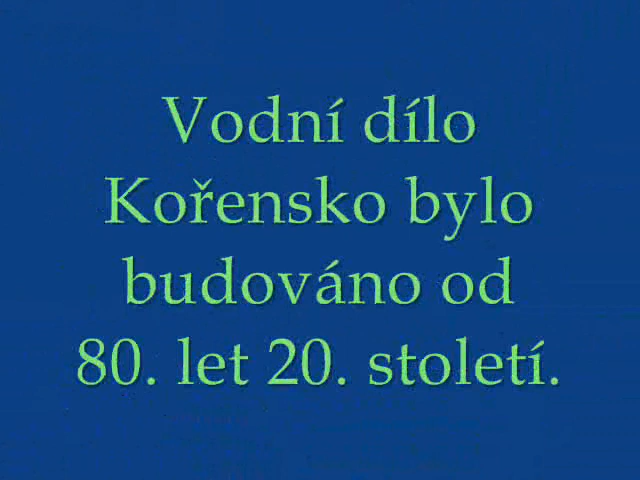 Vodní dílo
Kořensko bylo
budováno od
80. let 20. století.